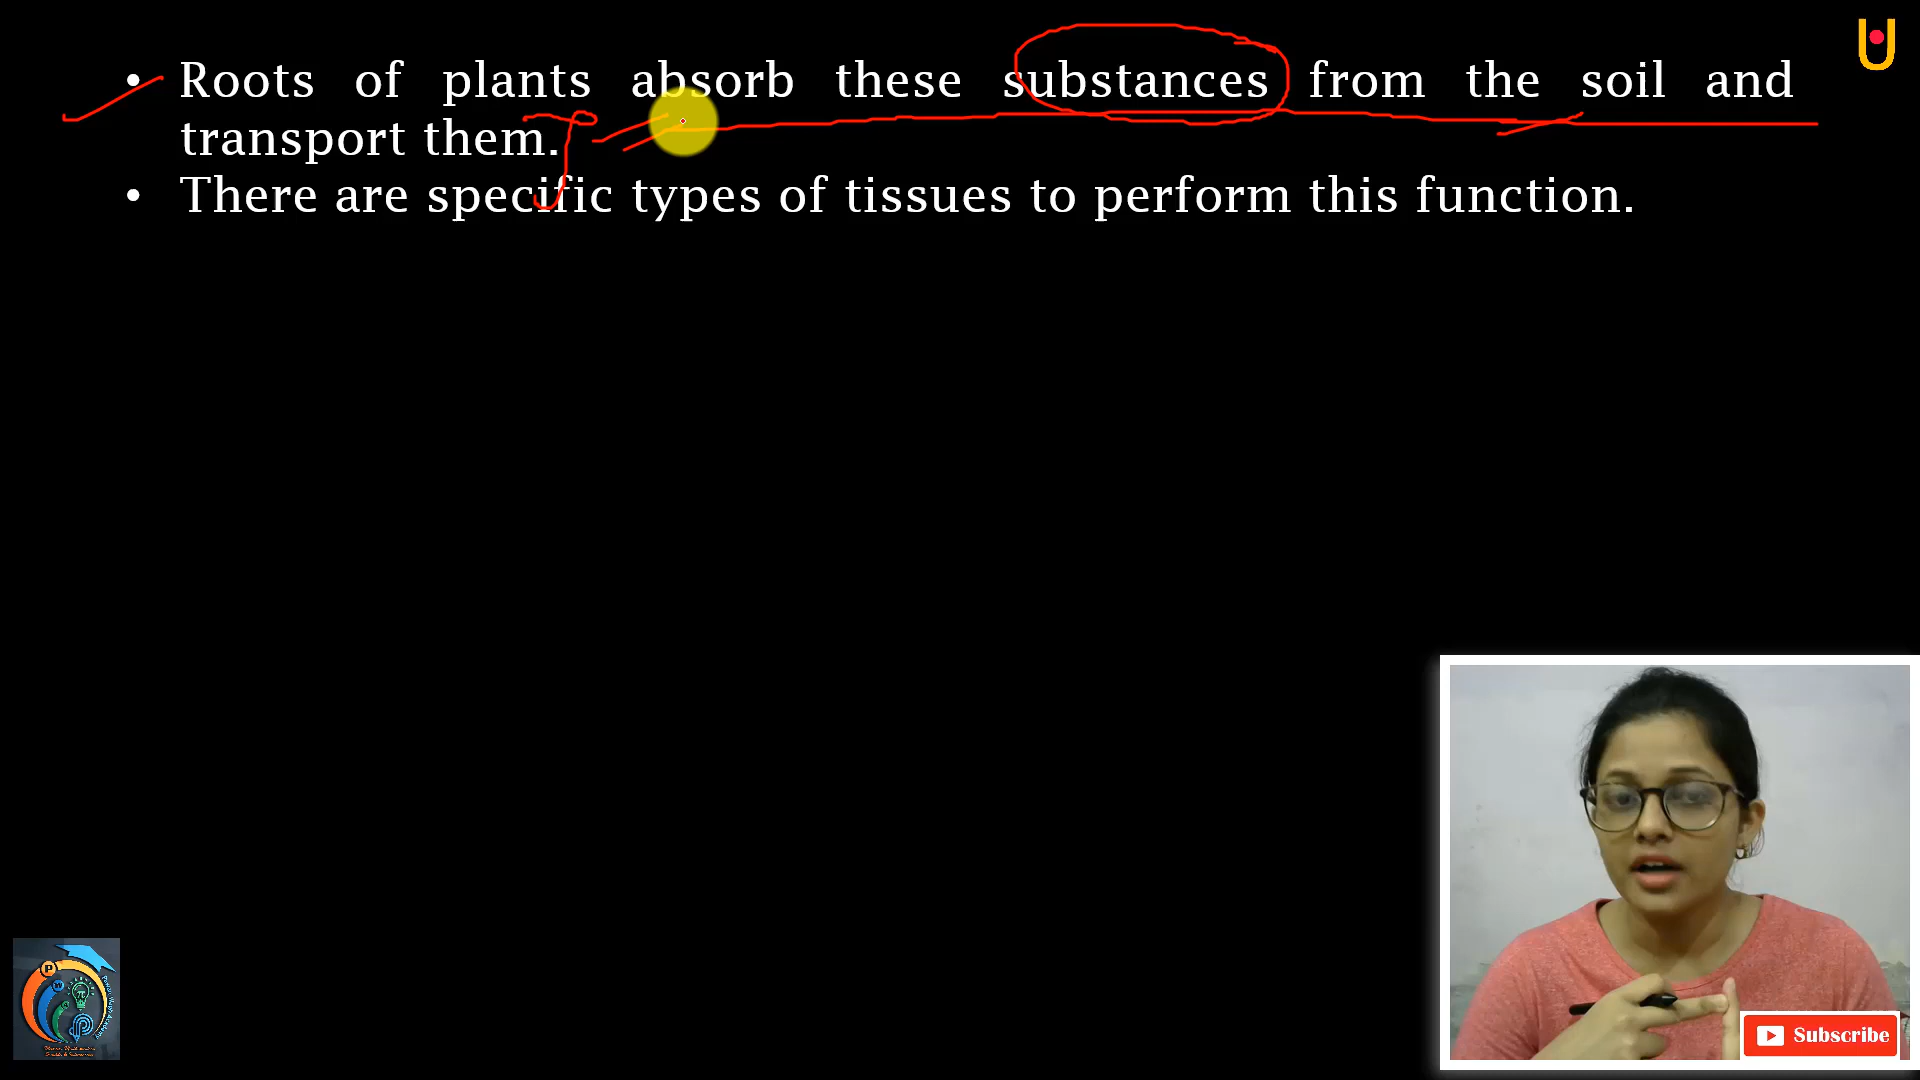 • Roots of plants absorb these substances from the soil and
transport them.
• There are specific types of tissues to perform this function.
Subscribe